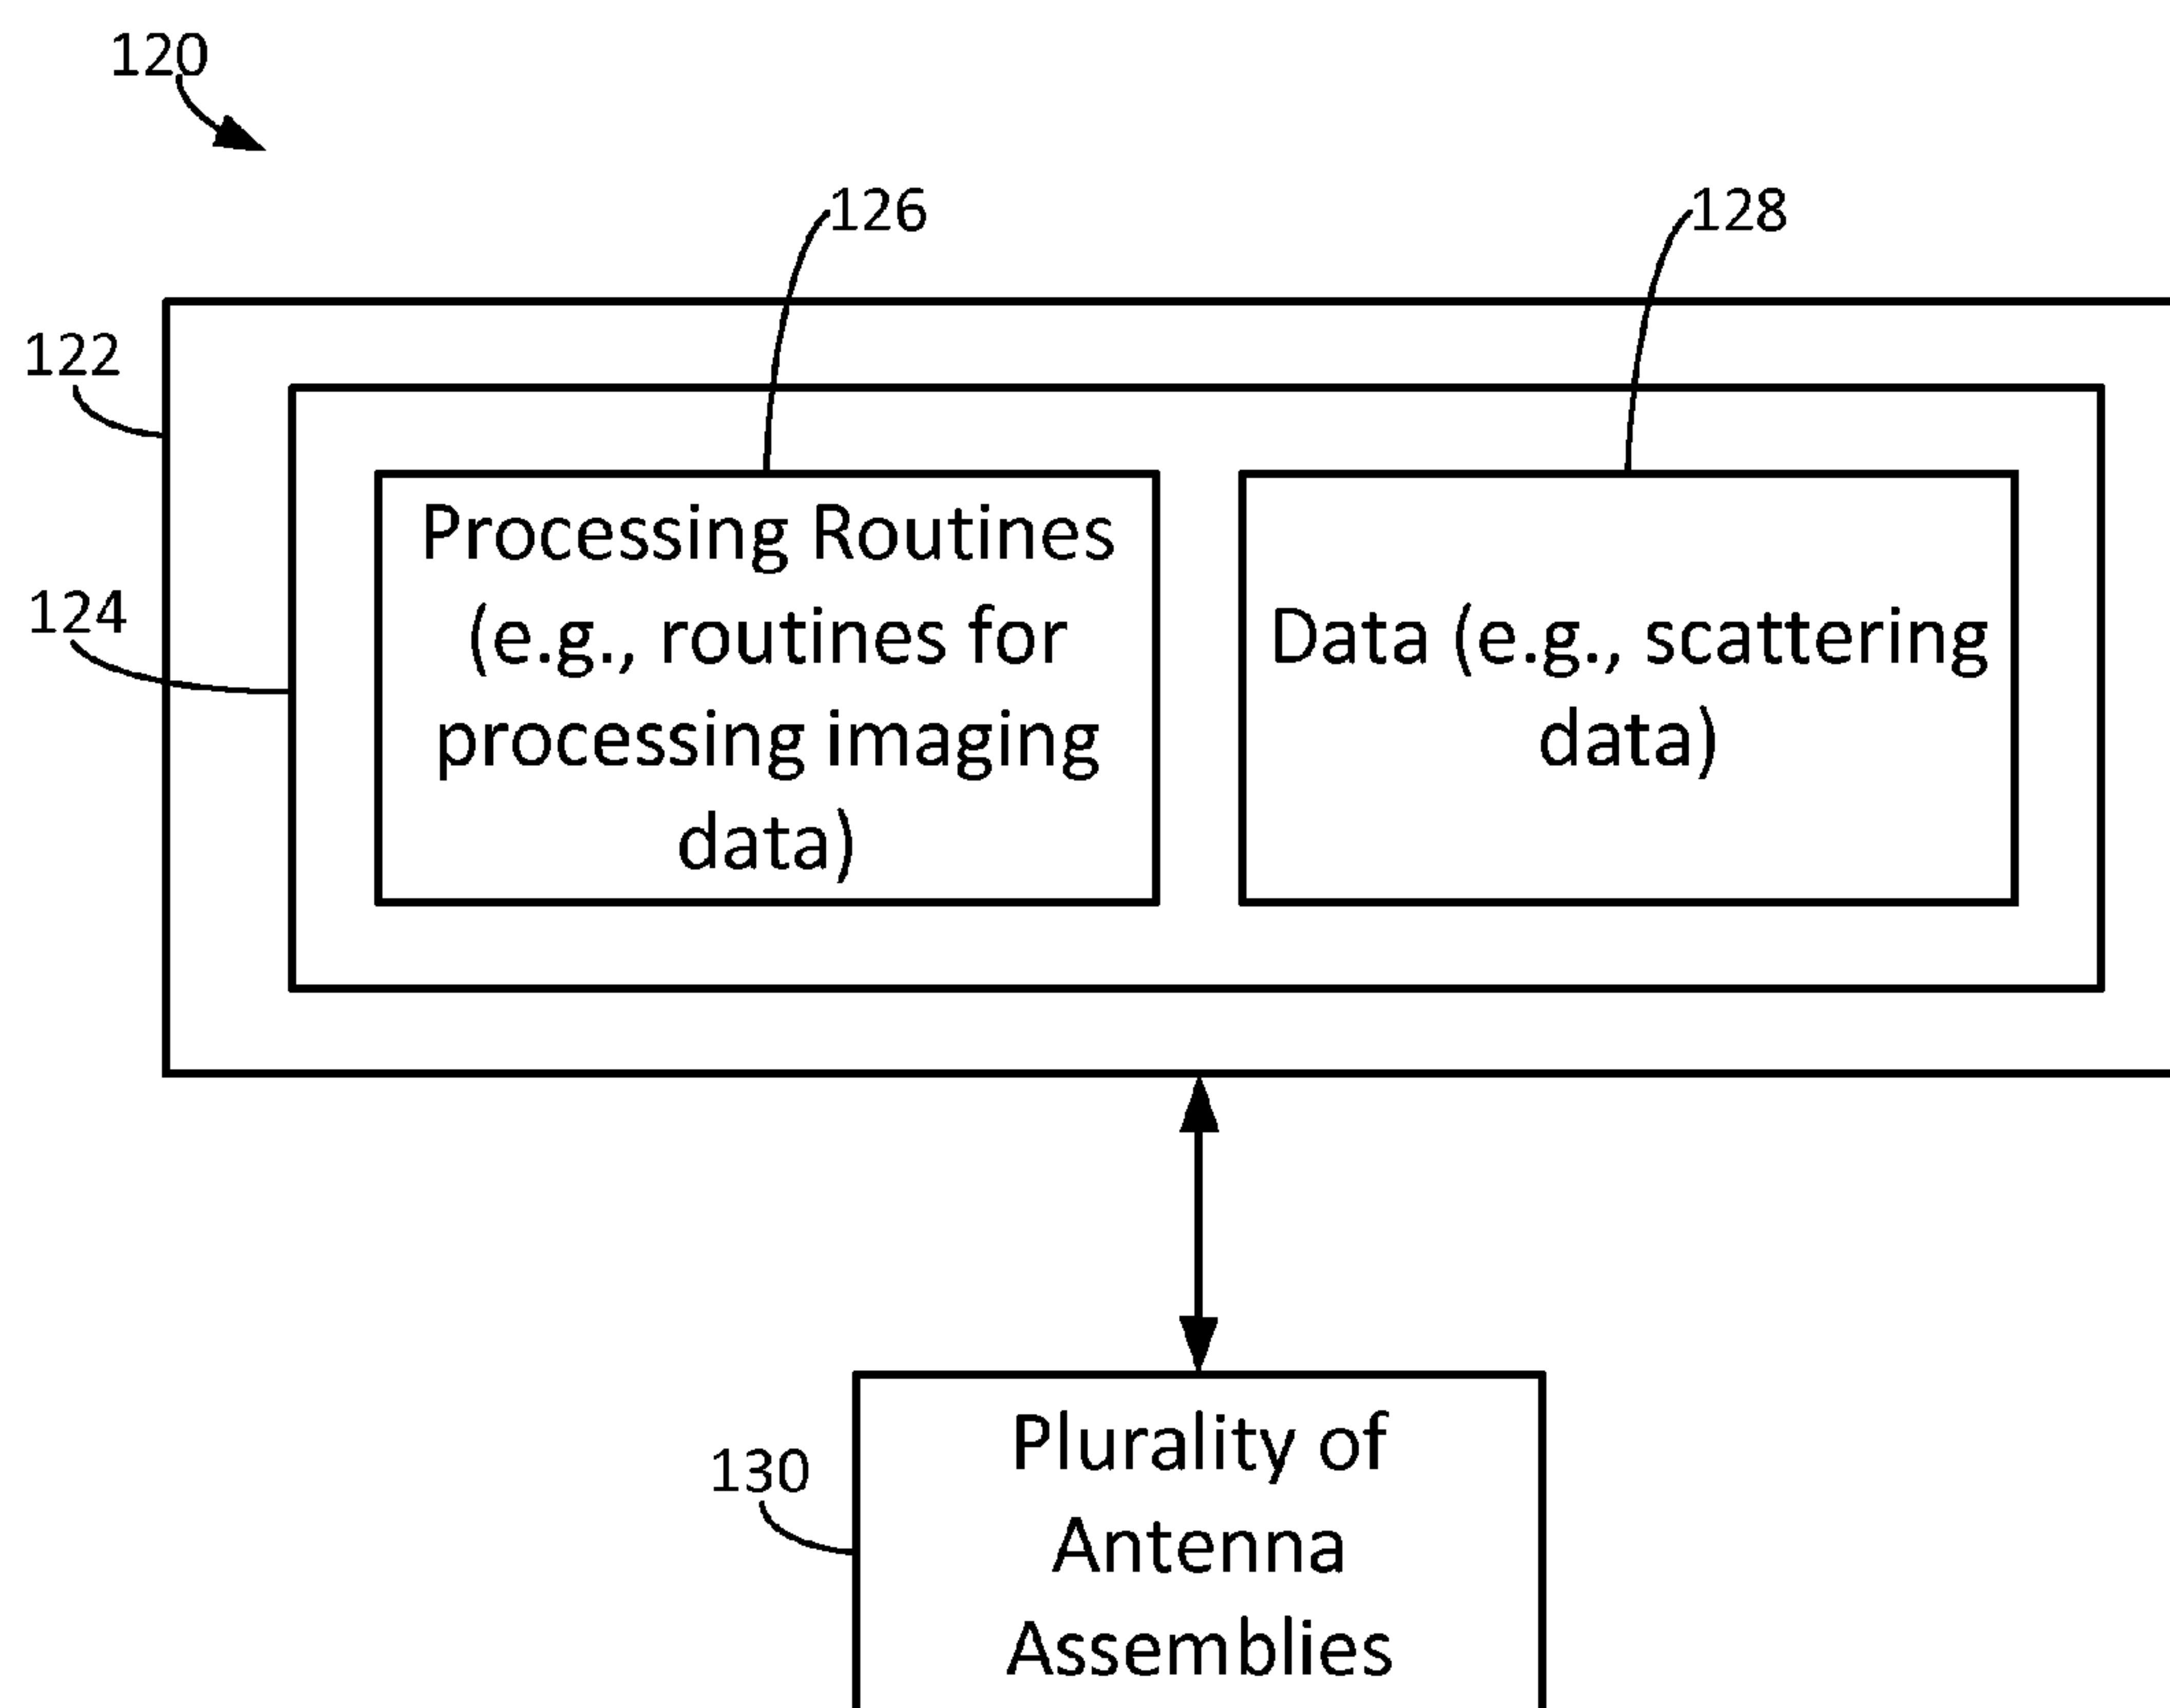 120
126
128
122
124
Processing Routines
(e.g., routines for
processing imaging
data)
Data (e.g., scattering
data)
130
Plurality of
Antenna
Assemblies